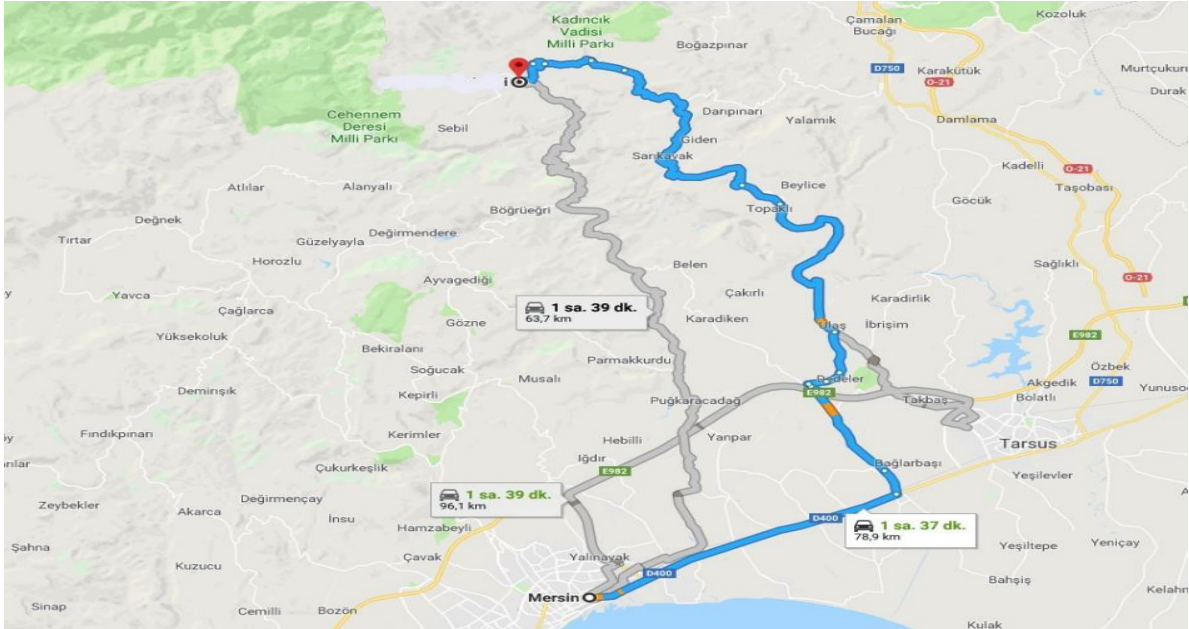 Kadıncık
Vadisi
Milli Parkı
Boğazpınar
Çamalan
Bucağı
Kozoluk
D750
Karakütük
O-21
Murtçukuru
Durak
i
Cehennem
Deresi
Milli Parkı
Sebil
Darıpınarı
Yalamık
Damlama
Giden
Sarıkavak
Kadelli
O-21
Taşobası
Atlılar
Alanyalı
Beylice
Göcük
Değnek
Böğrüeğri
Topaklı
Tırtar
Güzelyayla
Değirmendere
Horozlu
Belen
Sağlıklı
O-21
Yavca
Ayvagediği
Çağlarca
1 sa. 39 dk.
63,7 km
Çakırlı
Karadirlik
Gözne
Karadiken
Ulaş
İbrişim
Yüksekoluk
Bekiralanı
E982
Parmakkurdu
Soğucak
Musalı
Dedeler
Özbek
Demirışık
Kepirli
E982
Akgedik
D750
Yunusoğ
Puğkaracadağ
Takbaş
Bolatlı
Fındıkpınarı
Kerimler
Hebilli
Yanpar
Tarsus
Iğdır
Çukurkeşlik
E982
Bağlarbaşı
Yeşilevler
Zeybekler
Değirmençay
1 sa. 39 dk.
96,1 km
Akarca
İnsu
Hamzabeyli
D400
1 sa. 37 dk.
78,9 km
Şahna
Çavak
Yalınayak
Yeşiltepe
Yeniçay
Kuzucu
D400
Bahşiş
Mersin
Kelahm
Sinap
Cemilli
Bozön
Kulak